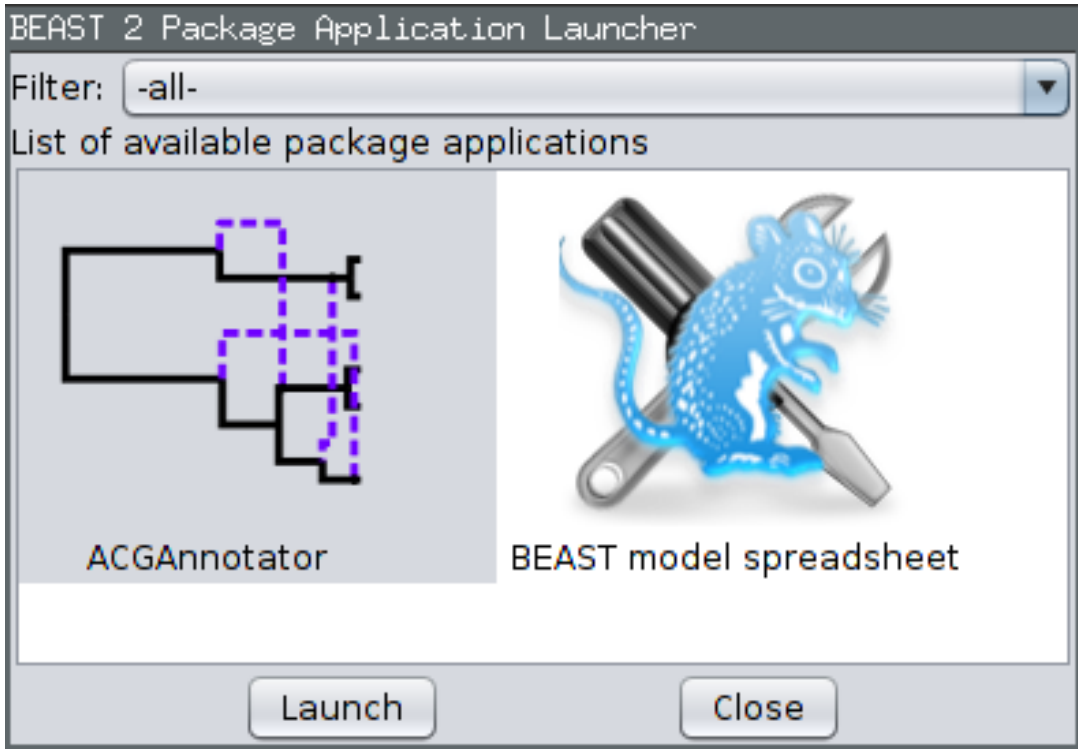 BEAST 2 Package Application Launcher
Filter: -all-
List of available package applications
ACGAnnotator BEAST model spreadsheet
Launch Close